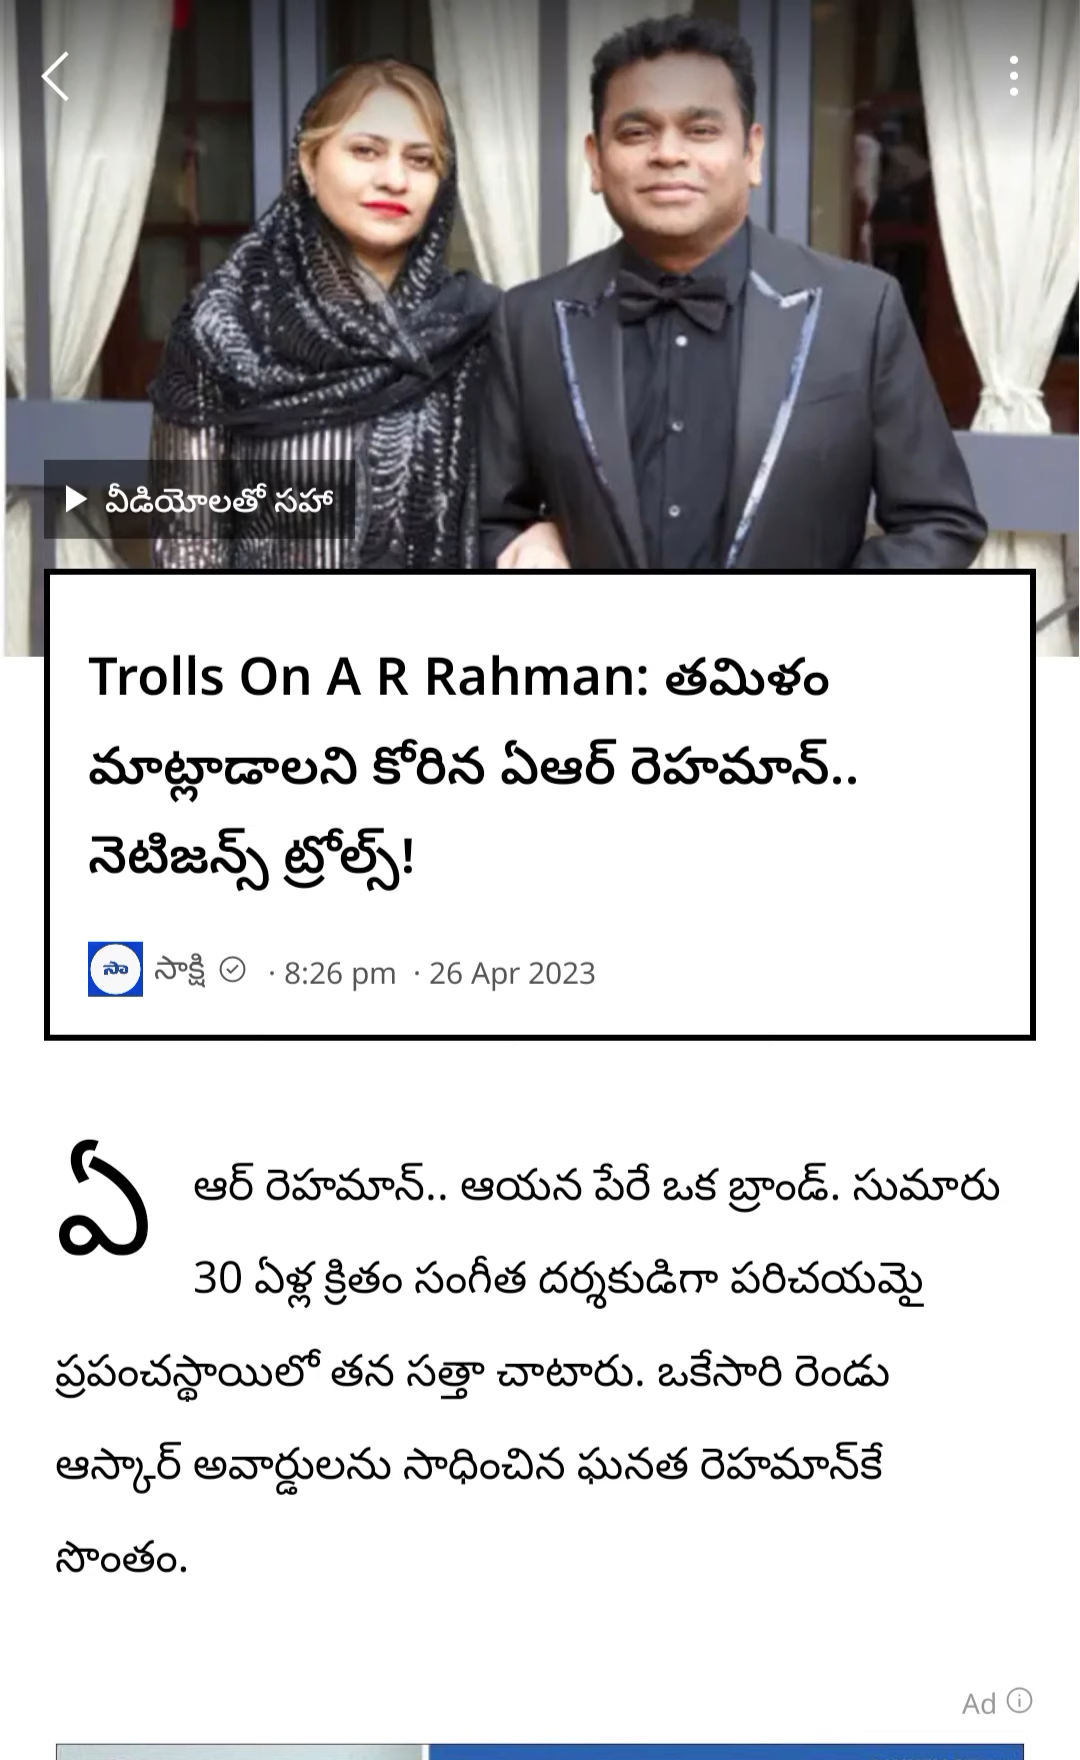 వీడియోలతో సహా
Trolls On A R Rahman: తమిళం
మాట్లాడాలని కోరిన ఏఆర్ రెహమాన్..
నెటిజన్స్ ట్రోల్స్!
సా సాక్షి · 8:26 pm · 26 Apr 2023
ఏఆర్ రెహమాన్.. ఆయన పేరే ఒక బ్రాండ్. సుమారు
30 ఏళ్ల క్రితం సంగీత దర్శకుడిగా పరిచయమై
ప్రపంచస్థాయిలో తన సత్తా చాటారు. ఒకేసారి రెండు
ఆస్కార్ అవార్డులను సాధించిన ఘనత రెహమాన్‌కే
సొంతం.
Ad